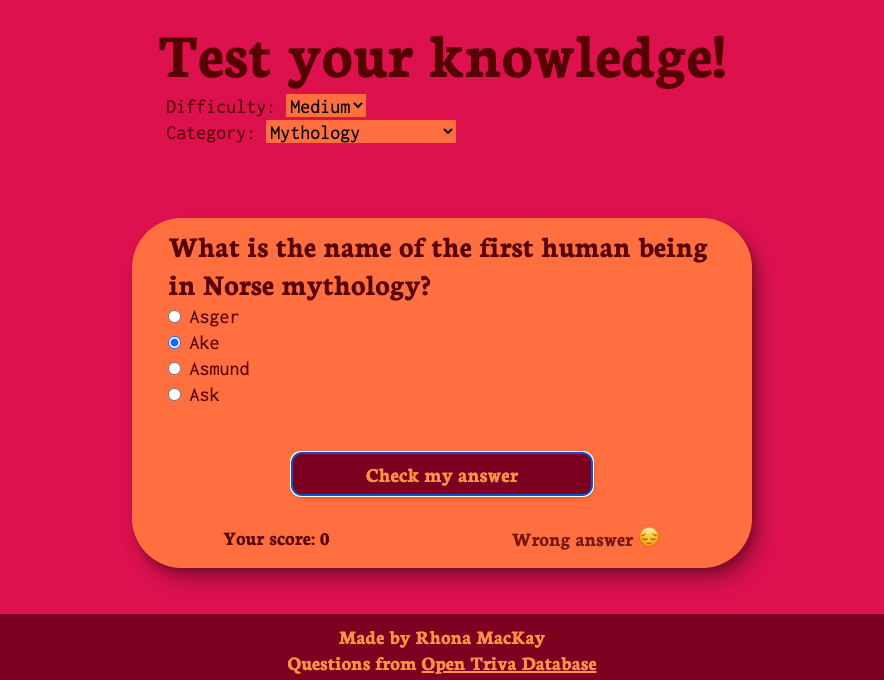 Test your knowledge!
Difficulty: Medium
Category: Mythology
What is the name of the first human being
in Norse mythology?
Asger
Ake
Asmund
Ask
Check my answer
Your score: 0
Wrong answer 😔
Made by Rhona MacKay
Questions from Open Triva Database